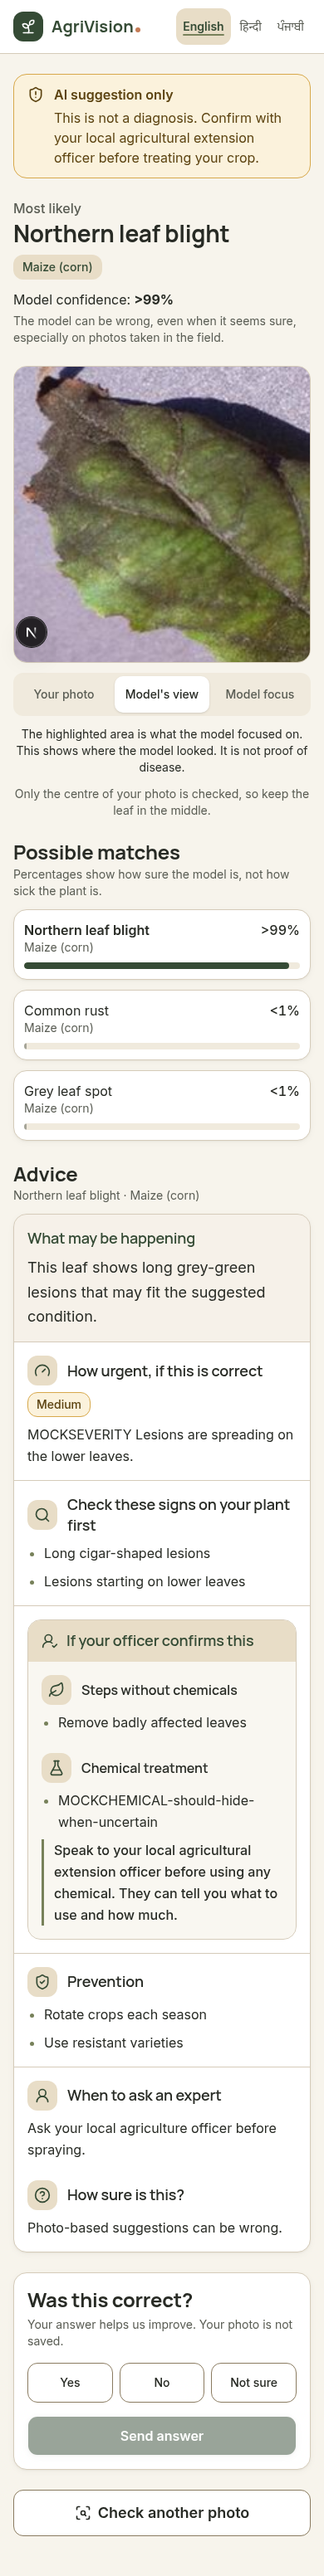 AgriVision.
English
हिन्दी
ਪੰਜਾਬੀ
AI suggestion only
This is not a diagnosis. Confirm with
your local agricultural extension
officer before treating your crop.
Most likely
Northern leaf blight
Maize (corn)
Model confidence: >99%
The model can be wrong, even when it seems sure,
especially on photos taken in the field.
N
Your photo
Model's view
Model focus
The highlighted area is what the model focused on.
This shows where the model looked. It is not proof of
disease.
Only the centre of your photo is checked, so keep the
leaf in the middle.
Possible matches
Percentages show how sure the model is, not how
sick the plant is.
Northern leaf blight >99%
Maize (corn)
Common rust <1%
Maize (corn)
Grey leaf spot <1%
Maize (corn)
Advice
Northern leaf blight · Maize (corn)
What may be happening
This leaf shows long grey-green
lesions that may fit the suggested
condition.
How urgent, if this is correct
Medium
MOCKSEVERITY Lesions are spreading on
the lower leaves.
Check these signs on your plant
first
• Long cigar-shaped lesions
• Lesions starting on lower leaves
If your officer confirms this
Steps without chemicals
• Remove badly affected leaves
Chemical treatment
• MOCKCHEMICAL-should-hide-
when-uncertain
Speak to your local agricultural
extension officer before using any
chemical. They can tell you what to
use and how much.
Prevention
• Rotate crops each season
• Use resistant varieties
When to ask an expert
Ask your local agriculture officer before
spraying.
How sure is this?
Photo-based suggestions can be wrong.
Was this correct?
Your answer helps us improve. Your photo is not
saved.
Yes
No
Not sure
Send answer
Check another photo